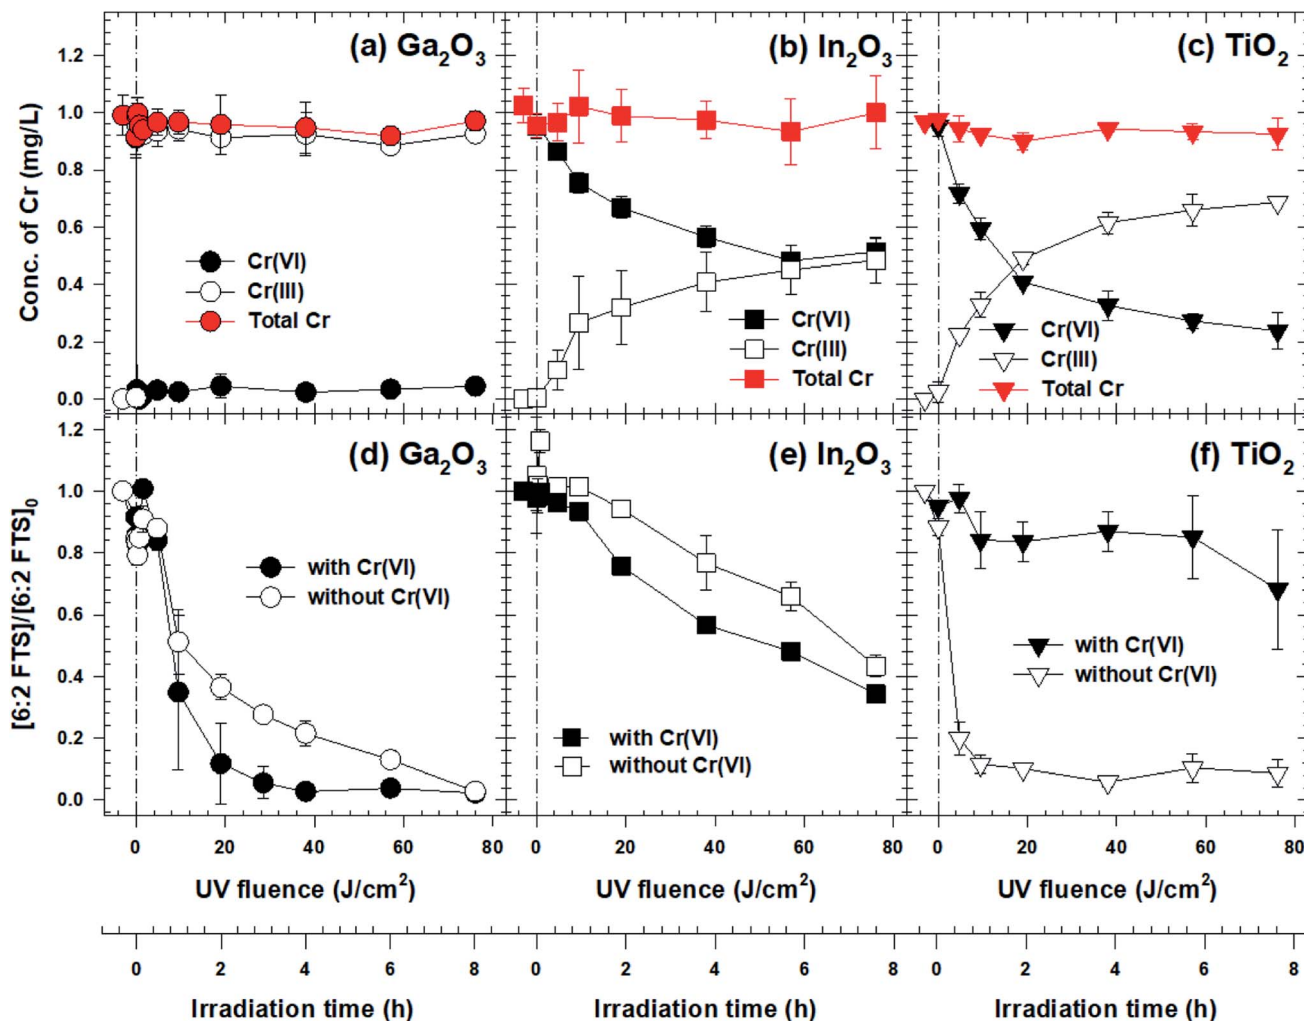 (a) Ga₂O₃
(b) In₂O₃
(c) TiO₂
Conc. of Cr (mg/L)
1.2
1.0
0.8
0.6
0.4
0.2
0.0
Cr(VI)
Cr(III)
Total Cr
Cr(VI)
Cr(III)
Total Cr
Cr(VI)
Cr(III)
Total Cr
(d) Ga₂O₃
(e) In₂O₃
(f) TiO₂
[6:2 FTS]/[6:2 FTS]₀
1.2
1.0
0.8
0.6
0.4
0.2
0.0
with Cr(VI)
without Cr(VI)
with Cr(VI)
without Cr(VI)
with Cr(VI)
without Cr(VI)
0 20 40 60 80
0 20 40 60 80
0 20 40 60 80
UV fluence (J/cm²)
UV fluence (J/cm²)
UV fluence (J/cm²)
0 2 4 6 8
0 2 4 6 8
0 2 4 6 8
Irradiation time (h)
Irradiation time (h)
Irradiation time (h)